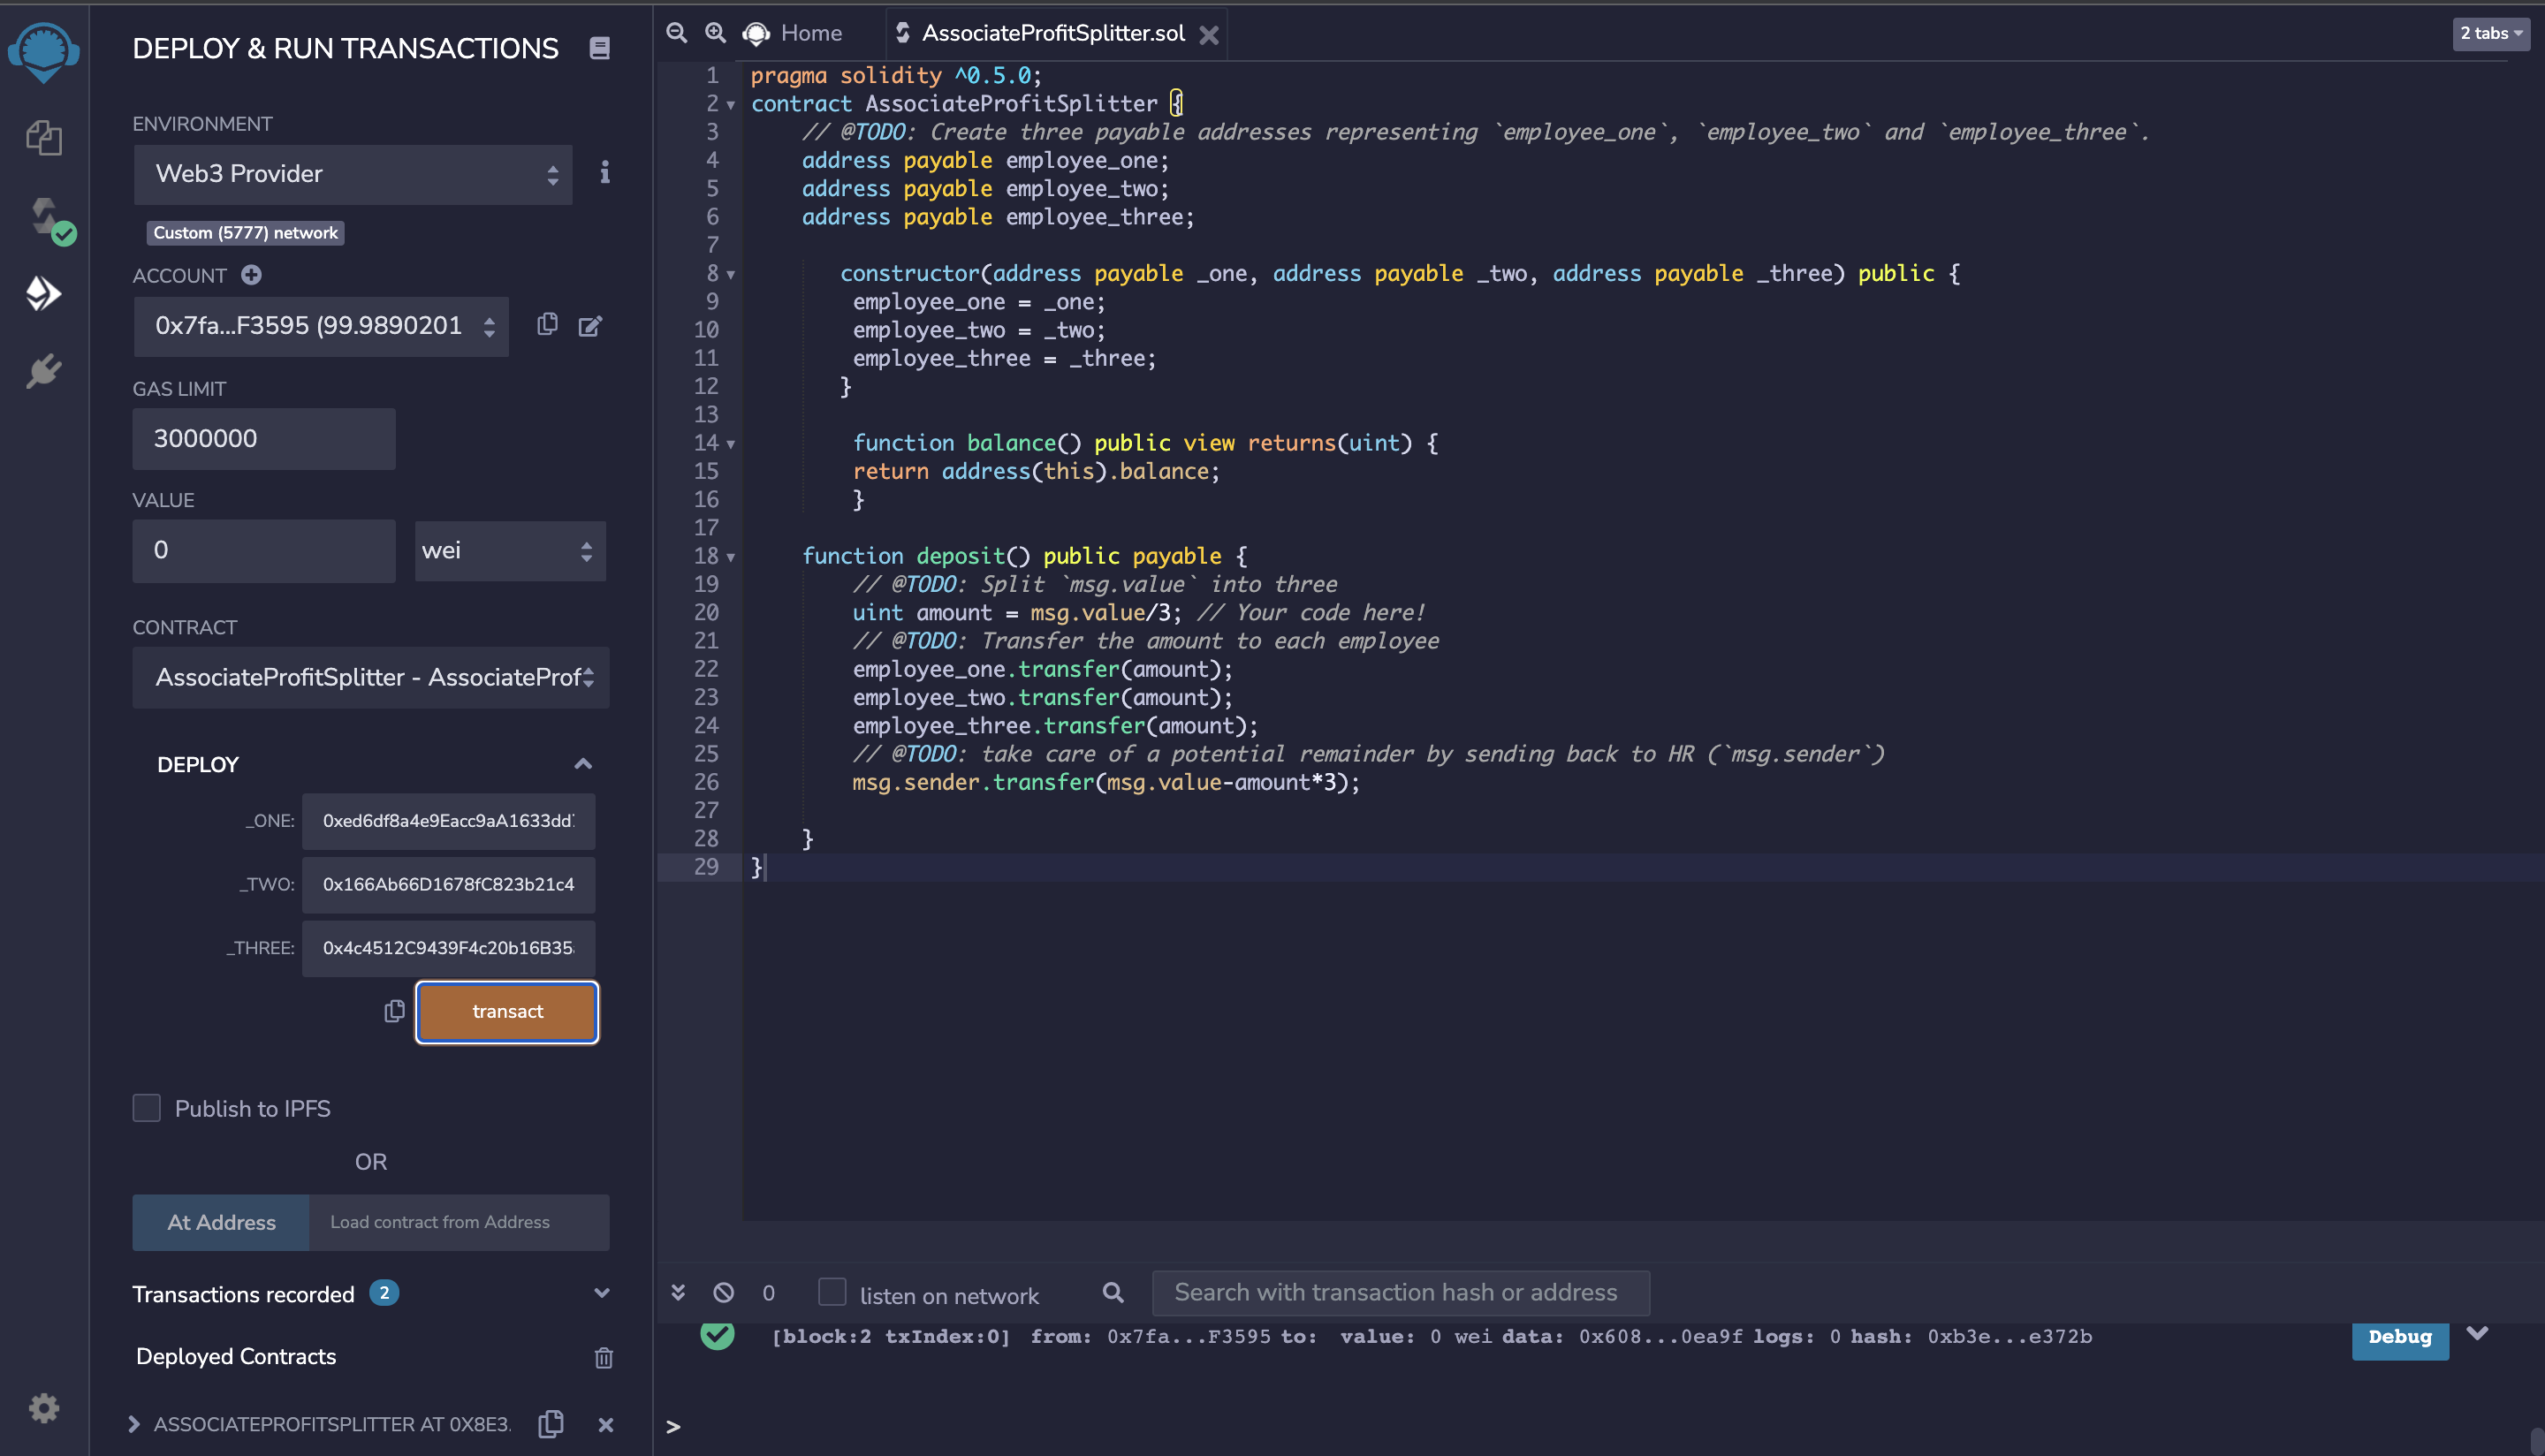 DEPLOY & RUN TRANSACTIONS
ENVIRONMENT
Web3 Provider
Custom (5777) network
ACCOUNT
0x7fa...F3595 (99.9890201
GAS LIMIT
3000000
VALUE
0 wei
CONTRACT
AssociateProfitSplitter - AssociateProf
DEPLOY
_ONE: 0xed6df8a4e9Eacc9aA1633dd
_TWO: 0x166Ab66D1678fC823b21c4
_THREE: 0x4c4512C9439F4c20b16B35
transact
Publish to IPFS
OR
At Address Load contract from Address
Transactions recorded 2
Deployed Contracts
ASSOCIATEPROFITSPLITTER AT 0X8E3.
Home AssociateProfitSplitter.sol 2 tabs
1 pragma solidity ^0.5.0;
2 contract AssociateProfitSplitter {
3 // @TODO: Create three payable addresses representing `employee_one`, `employee_two` and `employee_three`.
4 address payable employee_one;
5 address payable employee_two;
6 address payable employee_three;
7
8 constructor(address payable _one, address payable _two, address payable _three) public {
9 employee_one = _one;
10 employee_two = _two;
11 employee_three = _three;
12 }
13
14 function balance() public view returns(uint) {
15 return address(this).balance;
16 }
17
18 function deposit() public payable {
19 // @TODO: Split `msg.value` into three
20 uint amount = msg.value/3; // Your code here!
21 // @TODO: Transfer the amount to each employee
22 employee_one.transfer(amount);
23 employee_two.transfer(amount);
24 employee_three.transfer(amount);
25 // @TODO: take care of a potential remainder by sending back to HR (`msg.sender`)
26 msg.sender.transfer(msg.value-amount*3);
27
28 }
29 }
0 listen on network Search with transaction hash or address
[block:2 txIndex:0] from: 0x7fa...F3595 to: value: 0 wei data: 0x608...0ea9f logs: 0 hash: 0xb3e...e372b Debug
>